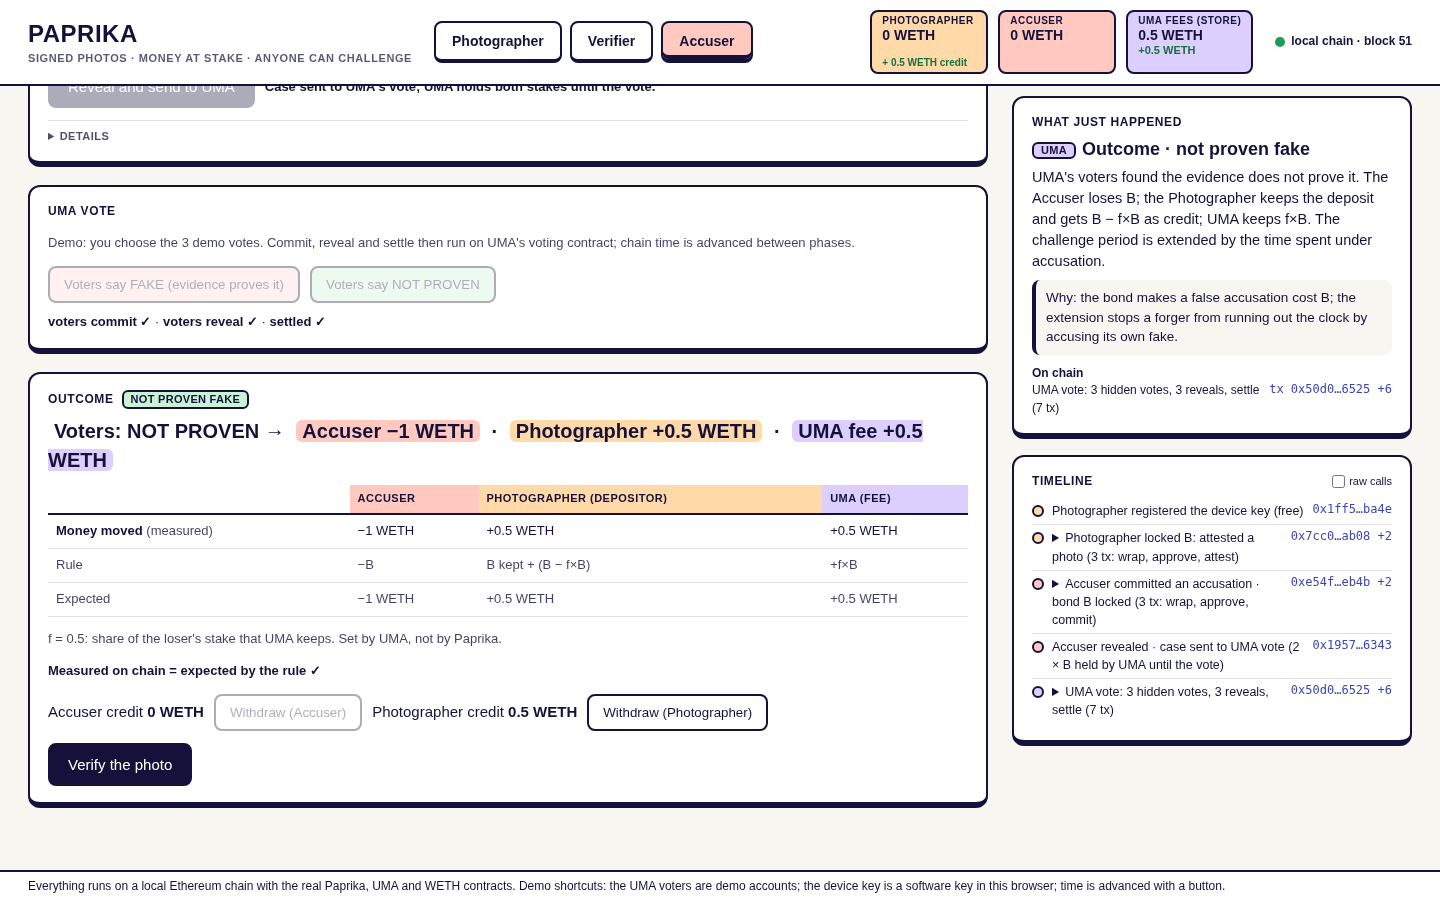 PAPRIKA
SIGNED PHOTOS · MONEY AT STAKE · ANYONE CAN CHALLENGE
Photographer
Verifier
Accuser
PHOTOGRAPHER
0 WETH
+ 0.5 WETH credit
ACCUSER
0 WETH
UMA FEES (STORE)
0.5 WETH
+0.5 WETH
local chain · block 51
Reveal and send to UMA
Case sent to UMA's vote; UMA holds both stakes until the vote.
▶ DETAILS
UMA VOTE
Demo: you choose the 3 demo votes. Commit, reveal and settle then run on UMA's voting contract; chain time is advanced between phases.
Voters say FAKE (evidence proves it)
Voters say NOT PROVEN
voters commit ✓ · voters reveal ✓ · settled ✓
OUTCOME NOT PROVEN FAKE
Voters: NOT PROVEN → Accuser −1 WETH · Photographer +0.5 WETH · UMA fee +0.5
WETH
ACCUSER PHOTOGRAPHER (DEPOSITOR) UMA (FEE)
Money moved (measured) −1 WETH +0.5 WETH +0.5 WETH
Rule −B B kept + (B − f×B) +f×B
Expected −1 WETH +0.5 WETH +0.5 WETH
f = 0.5: share of the loser's stake that UMA keeps. Set by UMA, not by Paprika.
Measured on chain = expected by the rule ✓
Accuser credit 0 WETH Withdraw (Accuser) Photographer credit 0.5 WETH Withdraw (Photographer)
Verify the photo
WHAT JUST HAPPENED
UMA Outcome · not proven fake
UMA's voters found the evidence does not prove it. The
Accuser loses B; the Photographer keeps the deposit
and gets B − f×B as credit; UMA keeps f×B. The
challenge period is extended by the time spent under
accusation.
Why: the bond makes a false accusation cost B; the
extension stops a forger from running out the clock by
accusing its own fake.
On chain
UMA vote: 3 hidden votes, 3 reveals, settle tx 0x50d0…6525 +6
(7 tx)
TIMELINE
raw calls
Photographer registered the device key (free) 0x1ff5…ba4e
▶ Photographer locked B: attested a 0x7cc0…ab08 +2
photo (3 tx: wrap, approve, attest)
▶ Accuser committed an accusation · 0xe54f…eb4b +2
bond B locked (3 tx: wrap, approve,
commit)
Accuser revealed · case sent to UMA vote (2 0x1957…6343
× B held by UMA until the vote)
▶ UMA vote: 3 hidden votes, 3 reveals, 0x50d0…6525 +6
settle (7 tx)
Everything runs on a local Ethereum chain with the real Paprika, UMA and WETH contracts. Demo shortcuts: the UMA voters are demo accounts; the device key is a software key in this browser; time is advanced with a button.